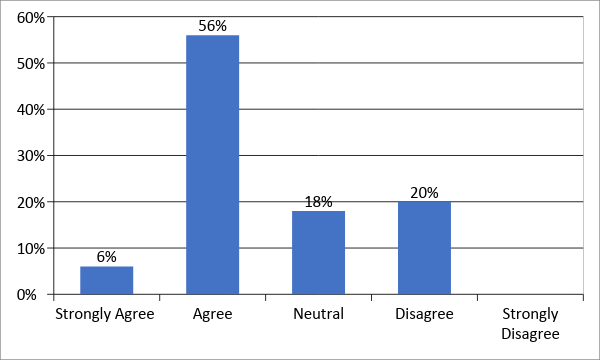 60%
50%
40%
30%
20%
10%
0%
6%
56%
18%
20%
Strongly Agree
Agree
Neutral
Disagree
Strongly
Disagree